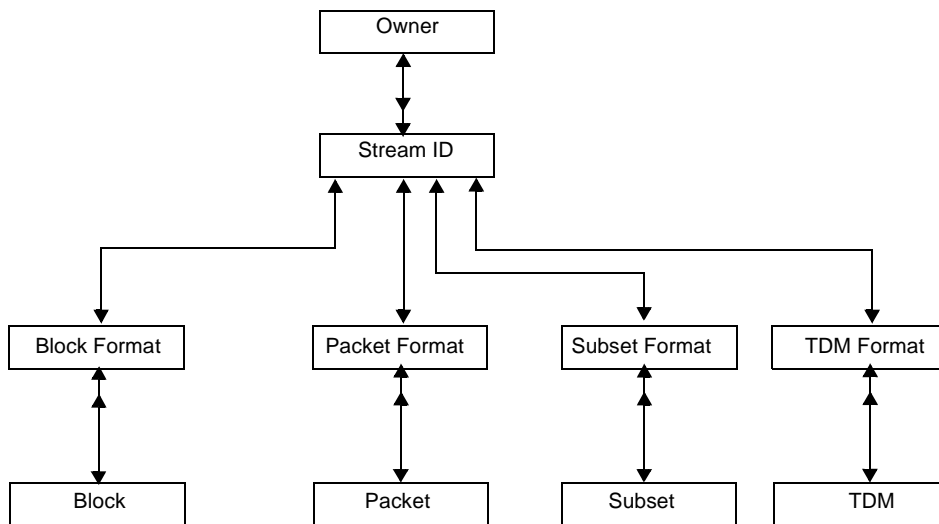 Owner
Stream ID
Block Format
Packet Format
Subset Format
TDM Format
Block
Packet
Subset
TDM